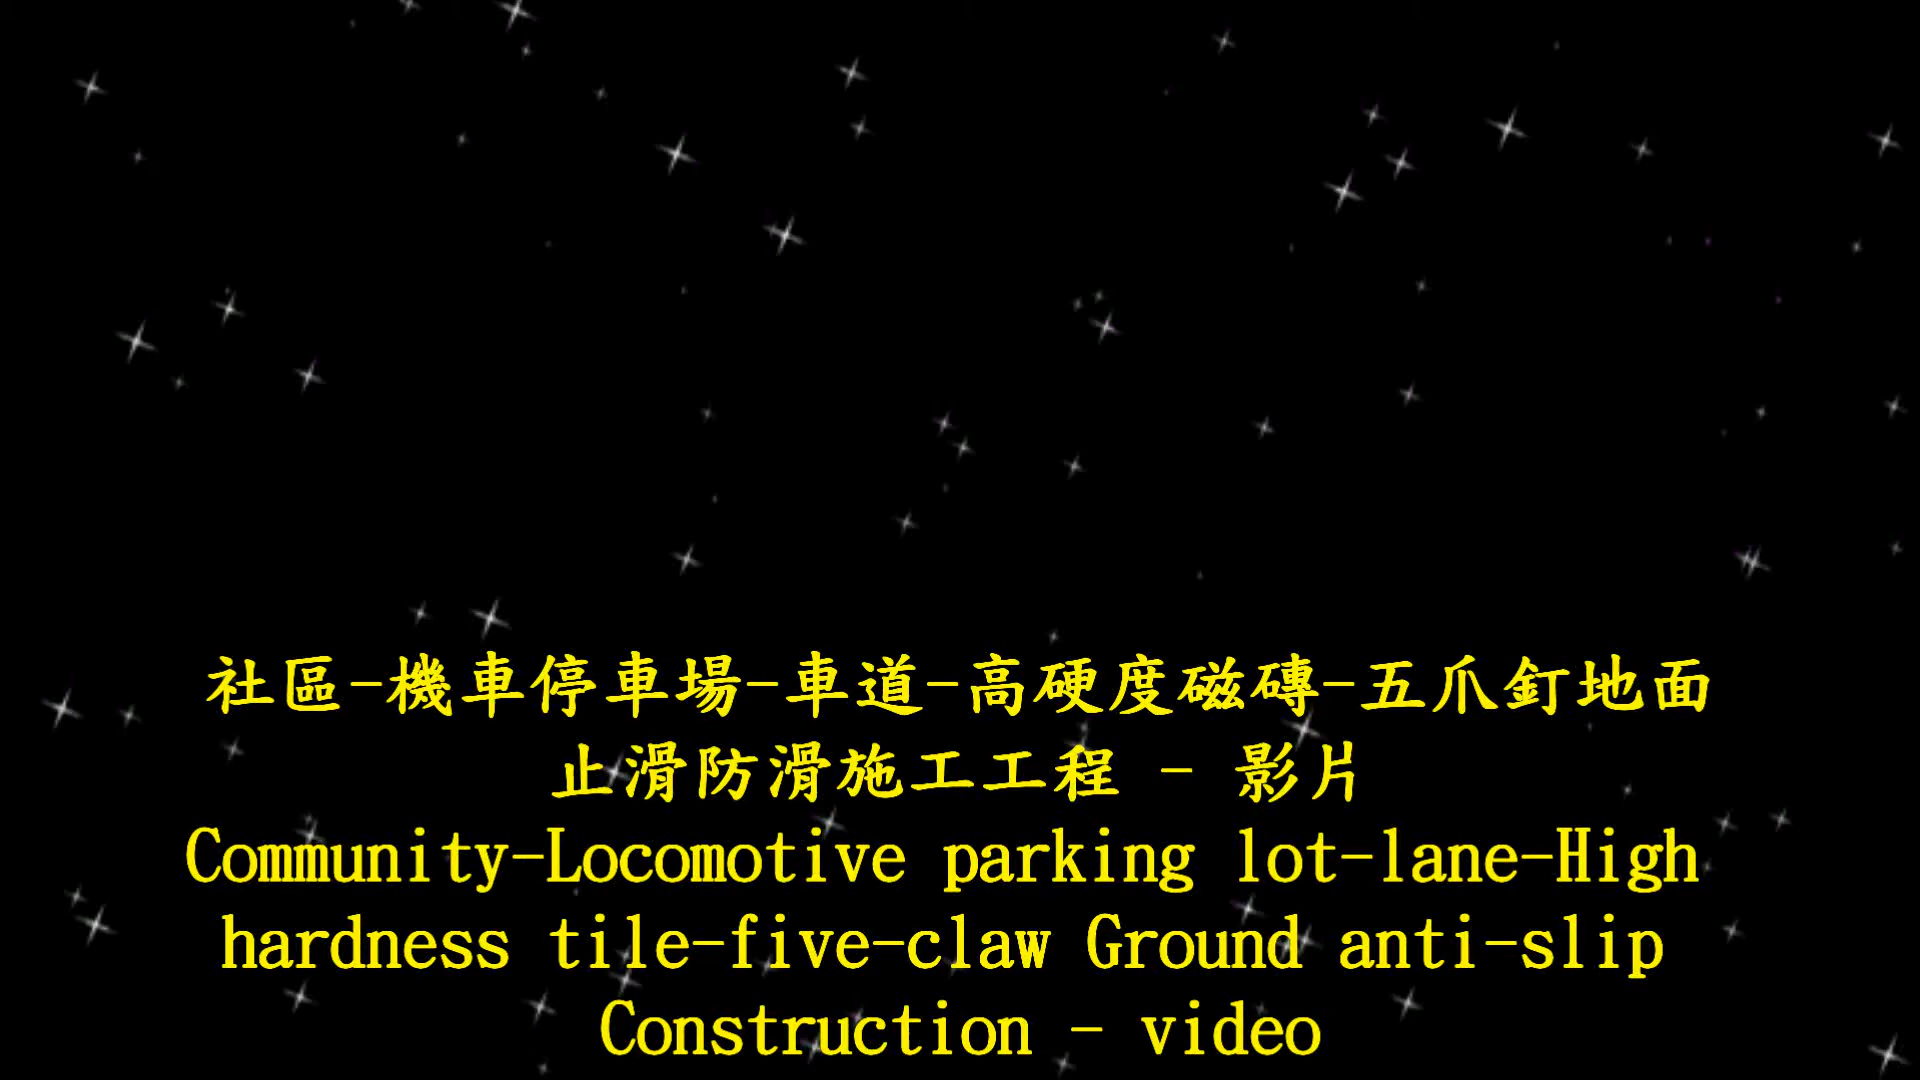 社區-機車停車場-車道-高硬度磁磚-五爪釘地面
止滑防滑施工工程 - 影片
Community-Locomotive parking lot-lane-High
hardness tile-five-claw Ground anti-slip
Construction - video